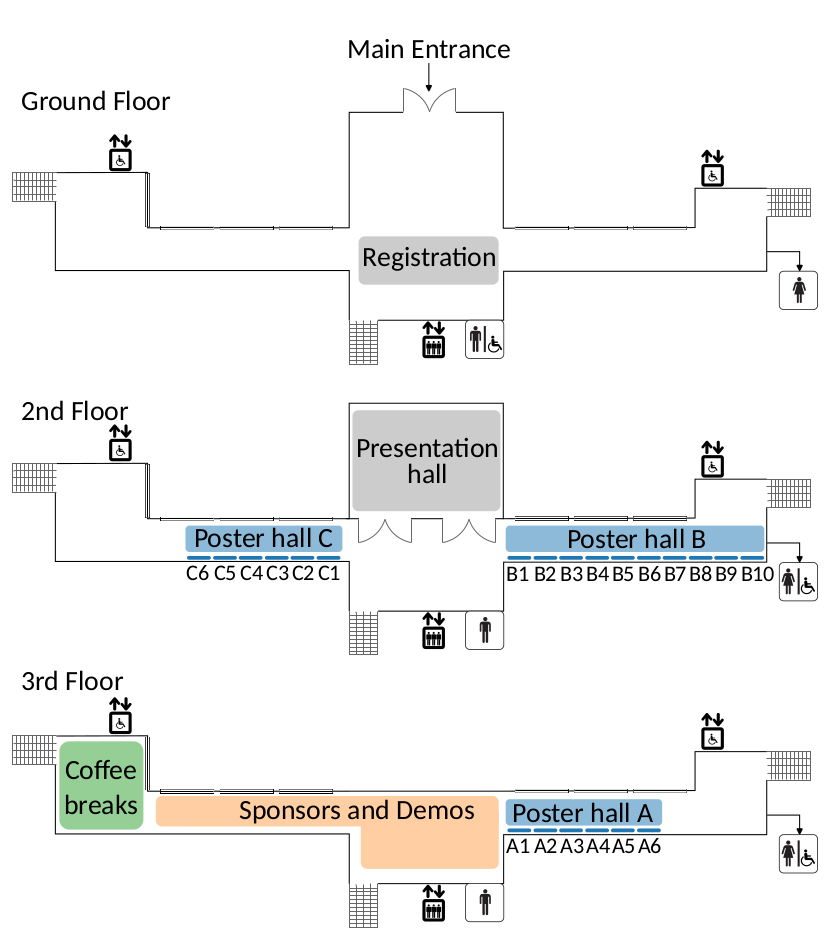 Main Entrance
Ground Floor
Registration
2nd Floor
Presentation
hall
Poster hall C
Poster hall B
C6 C5 C4 C3 C2 C1
B1 B2 B3 B4 B5 B6 B7 B8 B9 B10
3rd Floor
Coffee
breaks
Sponsors and Demos
Poster hall A
A1 A2 A3 A4 A5 A6